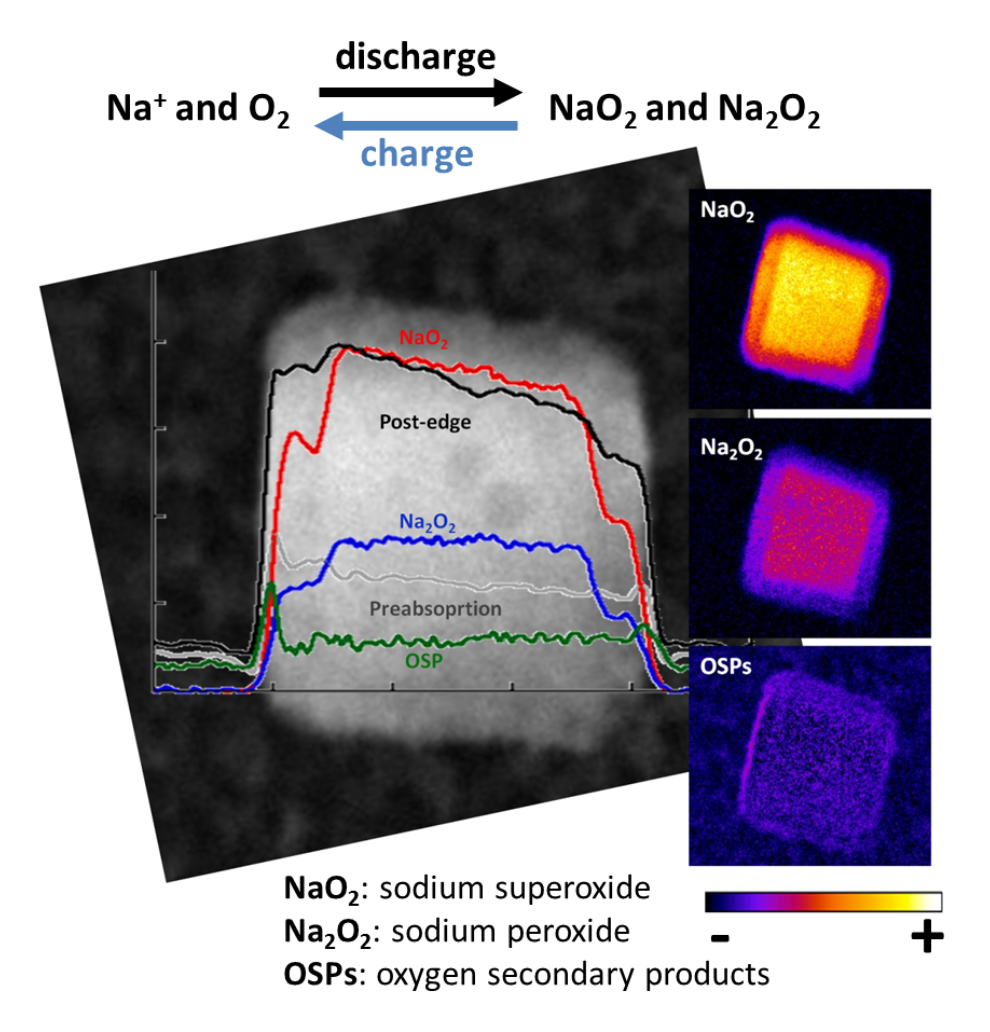 discharge
Na⁺ and O₂
NaO₂ and Na₂O₂
charge
NaO₂
NaO₂
Post-edge
Na₂O₂
Na₂O₂
Preabsoprtion
OSP
OSPs
NaO₂: sodium superoxide
Na₂O₂: sodium peroxide
- +
OSPs: oxygen secondary products